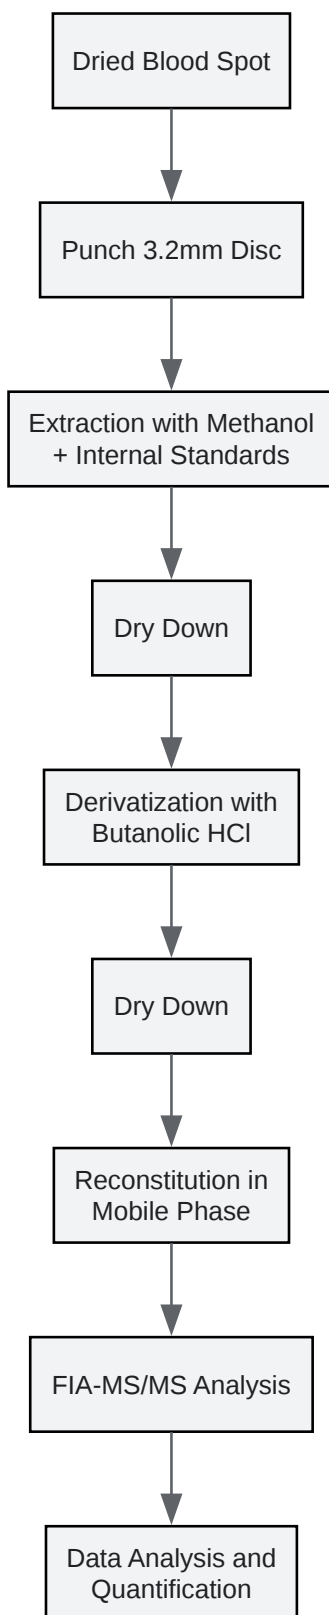 Dried Blood Spot
Punch 3.2mm Disc
Extraction with Methanol
+ Internal Standards
Dry Down
Derivatization with
Butanolic HCl
Dry Down
Reconstitution in
Mobile Phase
FIA-MS/MS Analysis
Data Analysis and
Quantification